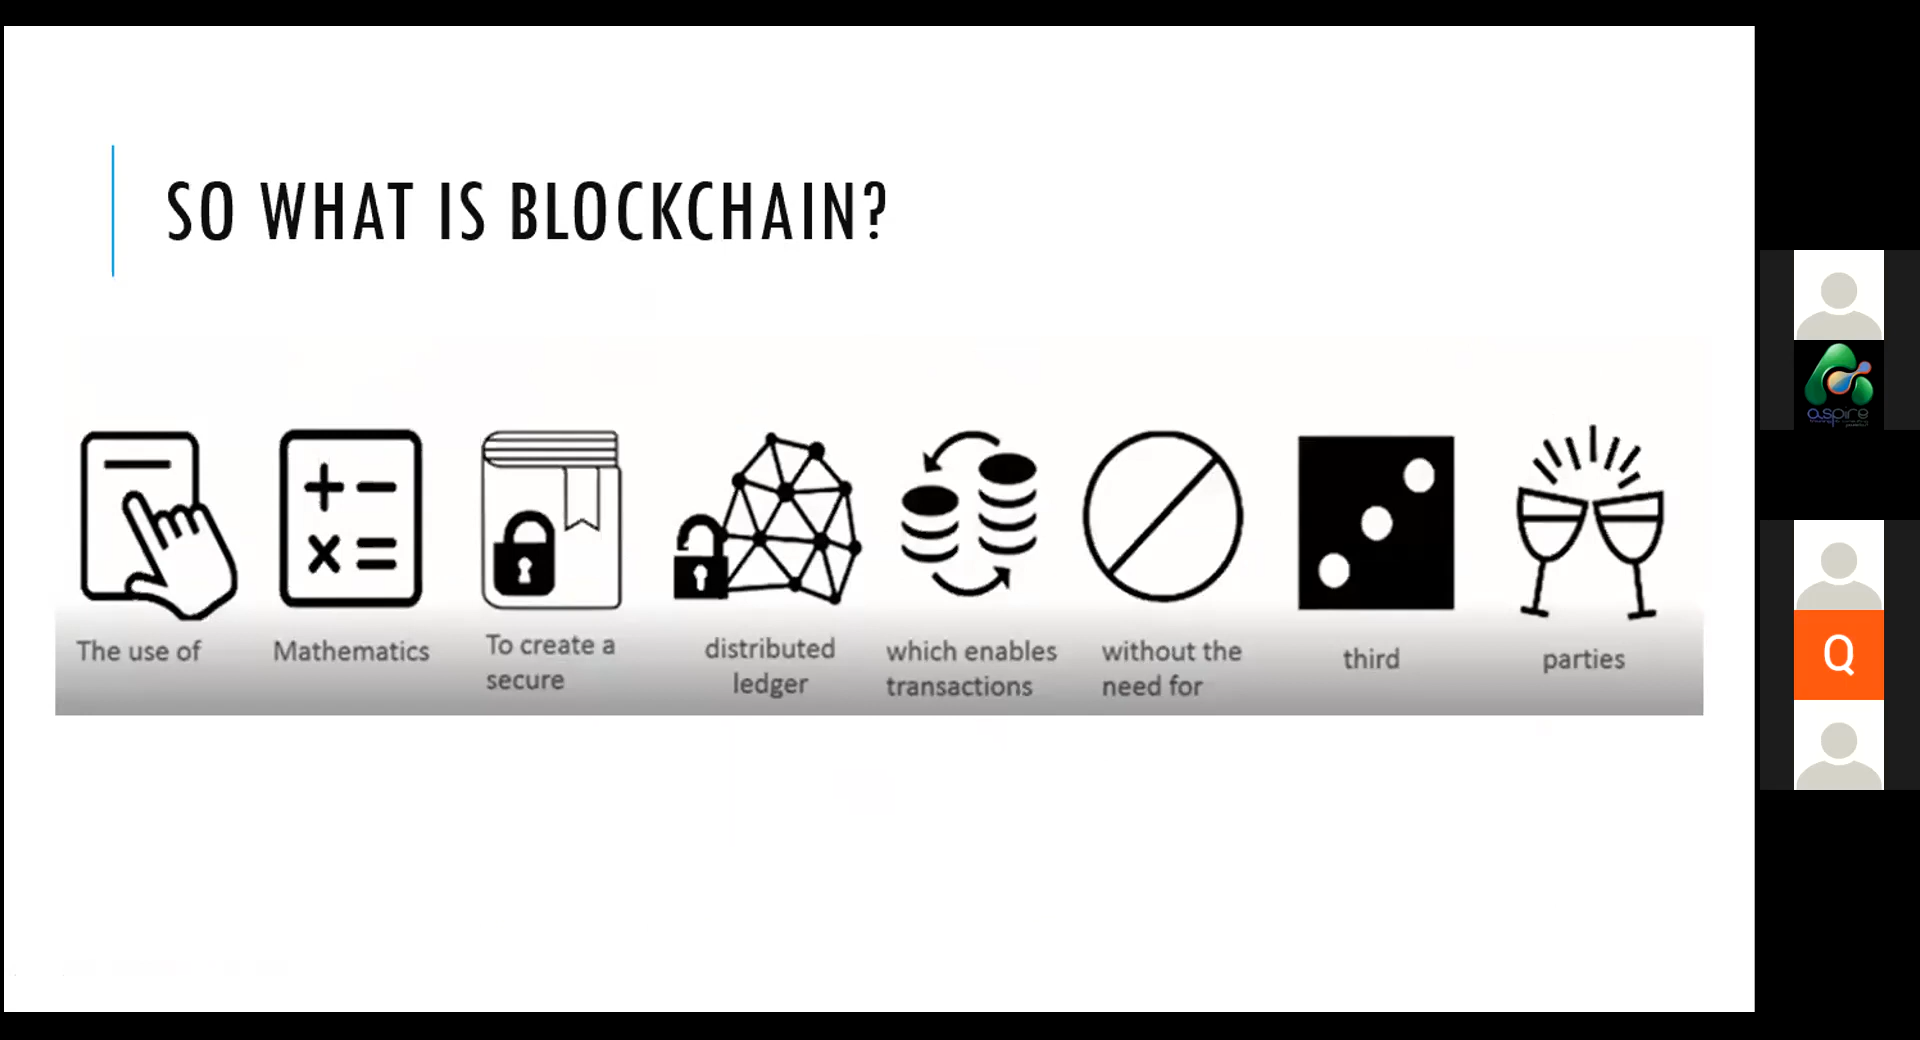 SO WHAT IS BLOCKCHAIN?
The use of
Mathematics
To create a
secure
distributed
ledger
which enables
transactions
without the
need for
third
parties
aspire
Q